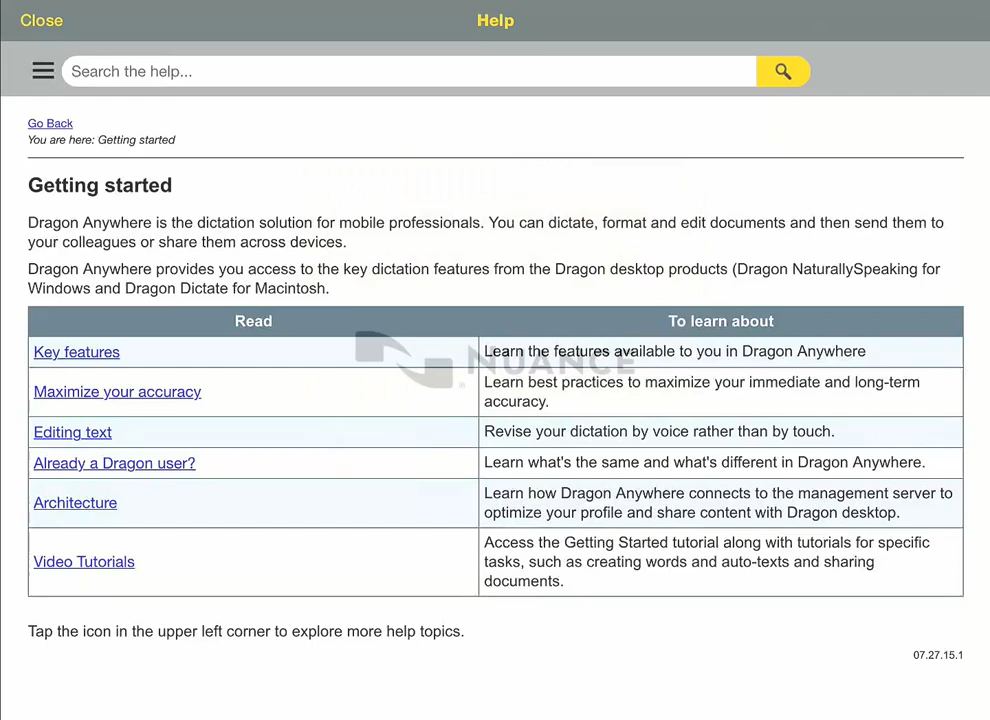 Close
Help
Search the help...
Go Back
You are here: Getting started
Getting started
Dragon Anywhere is the dictation solution for mobile professionals. You can dictate, format and edit documents and then send them to
your colleagues or share them across devices.
Dragon Anywhere provides you access to the key dictation features from the Dragon desktop products (Dragon NaturallySpeaking for
Windows and Dragon Dictate for Macintosh.
Read
To learn about
Key features
Learn the features available to you in Dragon Anywhere
NUANCE
Maximize your accuracy
Learn best practices to maximize your immediate and long-term
accuracy.
Editing text
Revise your dictation by voice rather than by touch.
Already a Dragon user?
Learn what's the same and what's different in Dragon Anywhere.
Architecture
Learn how Dragon Anywhere connects to the management server to
optimize your profile and share content with Dragon desktop.
Video Tutorials
Access the Getting Started tutorial along with tutorials for specific
tasks, such as creating words and auto-texts and sharing
documents.
Tap the icon in the upper left corner to explore more help topics.
07.27.15.1